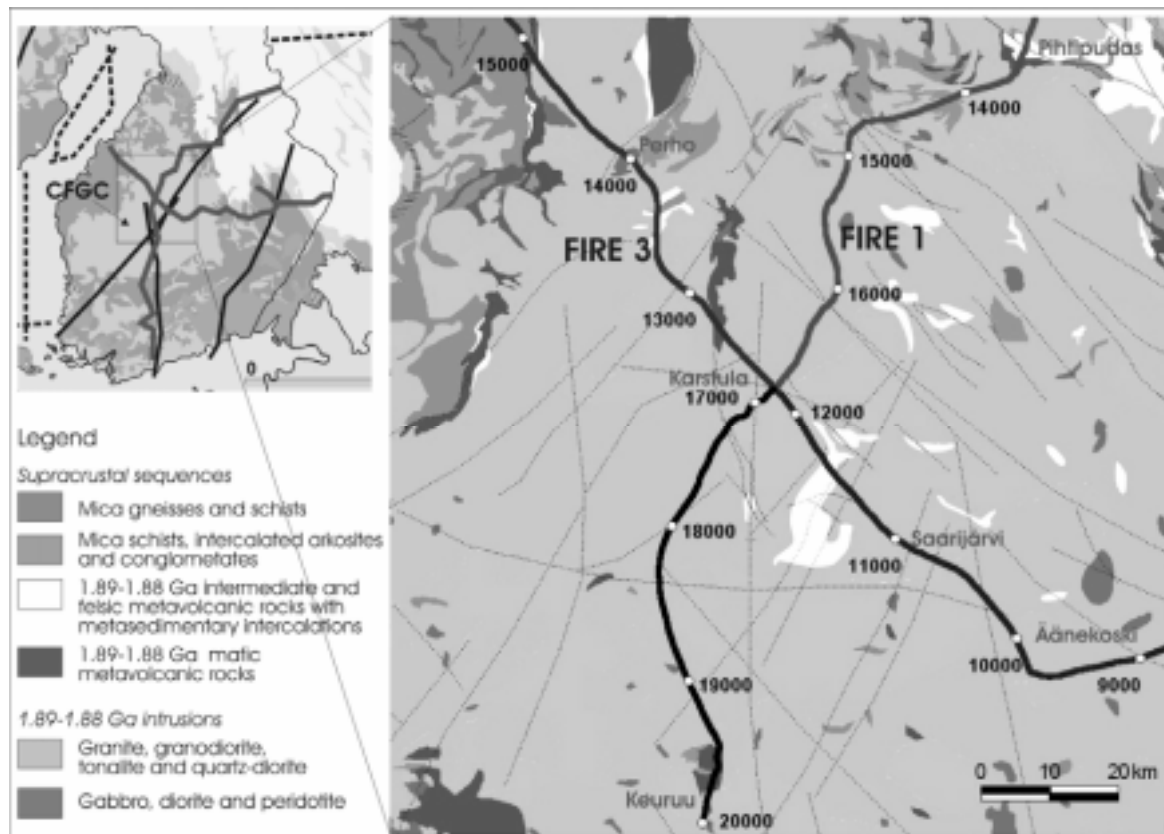 CFGC
0
Legend
Supracrustal sequences
Mica gneisses and schists
Mica schists, intercalated arkosites
and conglometates
1.89-1.88 Ga intermediate and
felsic metavolcanic rocks with
metasedimentary intercalations
1.89-1.88 Ga matic
metavolcanic rocks
1.89-1.88 Ga intrusions
Granite, granodiorite,
tonalite and quartz-diorite
Gabbro, diorite and peridotite
Pihtipudas
15000
14000
Perho
15000
14000
FIRE 3
FIRE 1
16000
13000
Karstula
17000
12000
18000
Saarijärvi
11000
Äänekoski
10000
9000
19000
0 10 20 km
Keuruu
20000